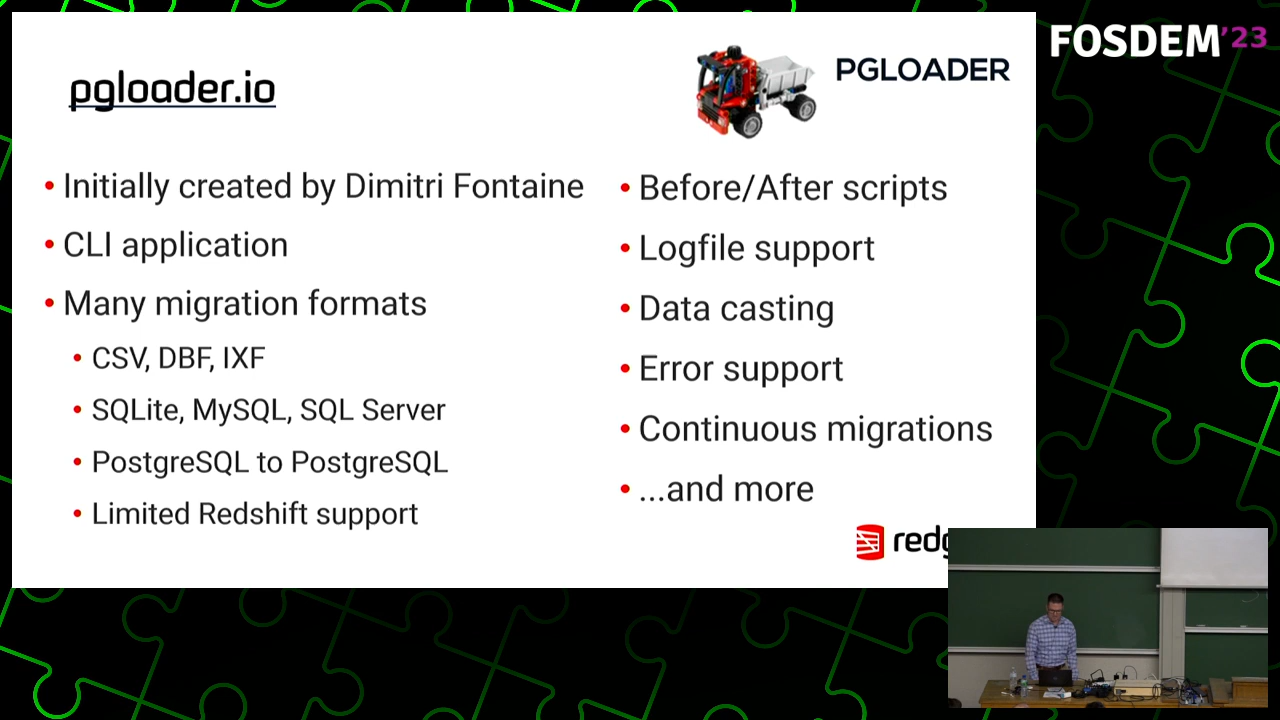 FOSDEM'23
pgloader.io
PGLOADER
• Initially created by Dimitri Fontaine
• CLI application
• Many migration formats
• CSV, DBF, IXF
• SQLite, MySQL, SQL Server
• PostgreSQL to PostgreSQL
• Limited Redshift support
• Before/After scripts
• Logfile support
• Data casting
• Error support
• Continuous migrations
• ...and more